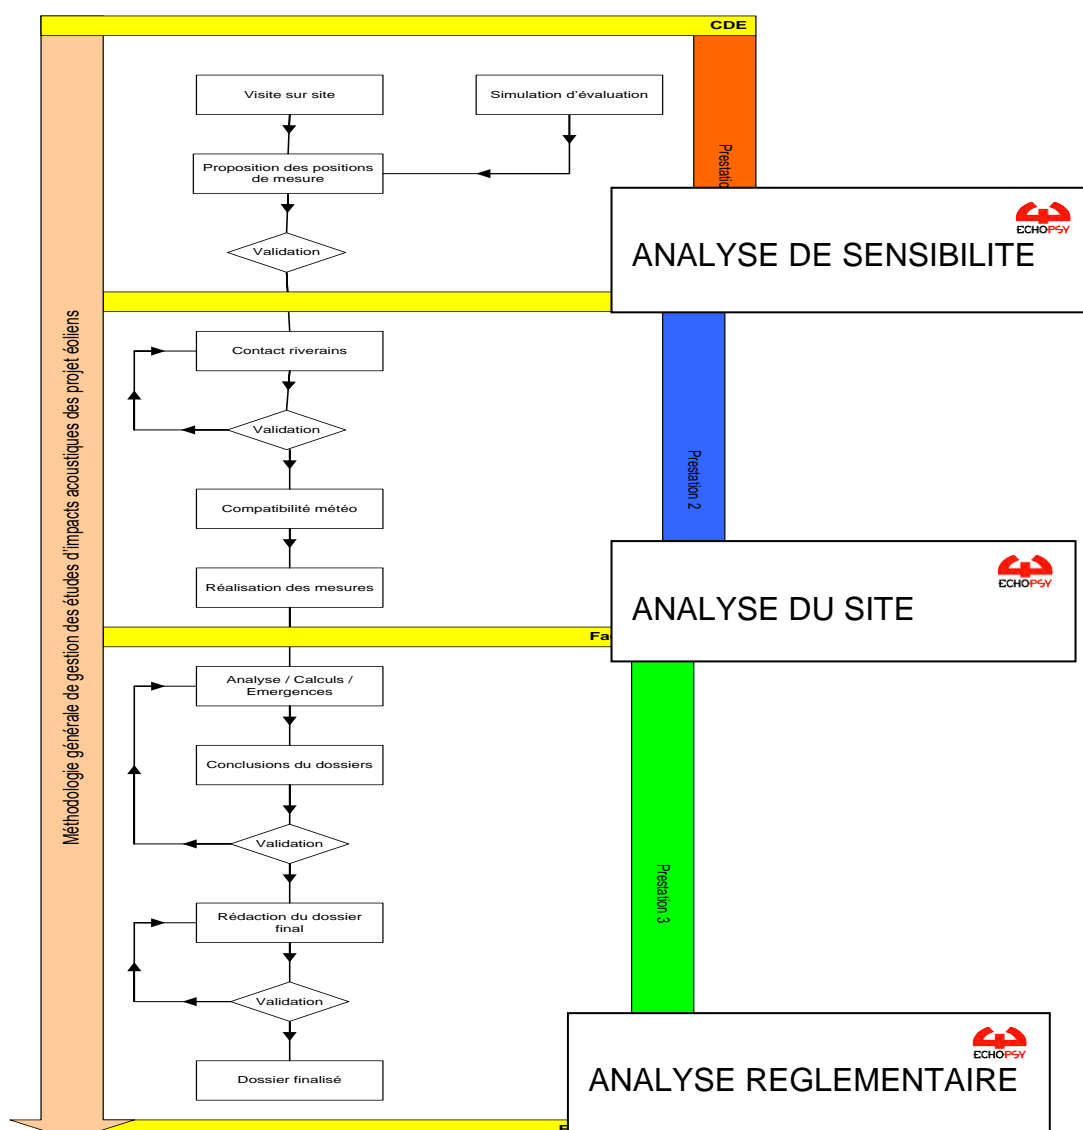 CDE
Visite sur site
Simulation d'évaluation
Proposition des positions
de mesure
Validation
Prestation
ECHOPSY
ANALYSE DE SENSIBILITE
Méthodologie générale de gestion des études d'impacts acoustiques des projet éoliens
Contact riverains
Validation
Compatibilité météo
Réalisation des mesures
Prestation 2
ECHOPSY
ANALYSE DU SITE
Analyse / Calculs /
Emergences
Conclusions du dossiers
Validation
Rédaction du dossier
final
Validation
Dossier finalisé
Prestation 3
ECHOPSY
ANALYSE REGLEMENTAIRE